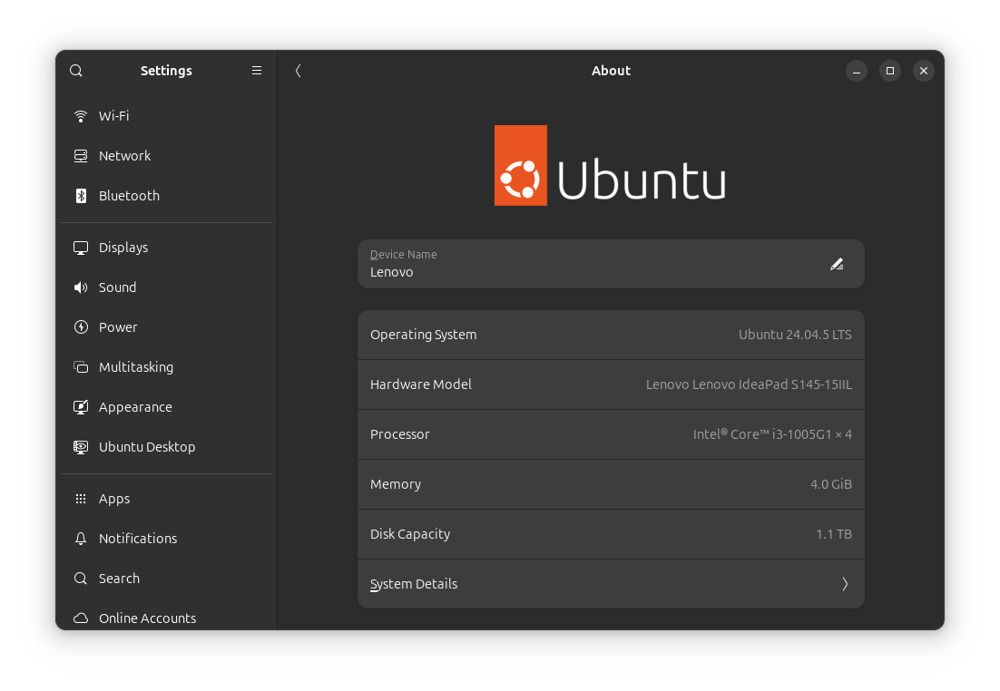 Settings
About
Wi-Fi
Network
Bluetooth
Displays
Sound
Power
Multitasking
Appearance
Ubuntu Desktop
Apps
Notifications
Search
Online Accounts
Ubuntu
Device Name
Lenovo
Operating System Ubuntu 24.04.5 LTS
Hardware Model Lenovo Lenovo IdeaPad S145-15IIL
Processor Intel® Core™ i3-1005G1 × 4
Memory 4.0 GiB
Disk Capacity 1.1 TB
System Details